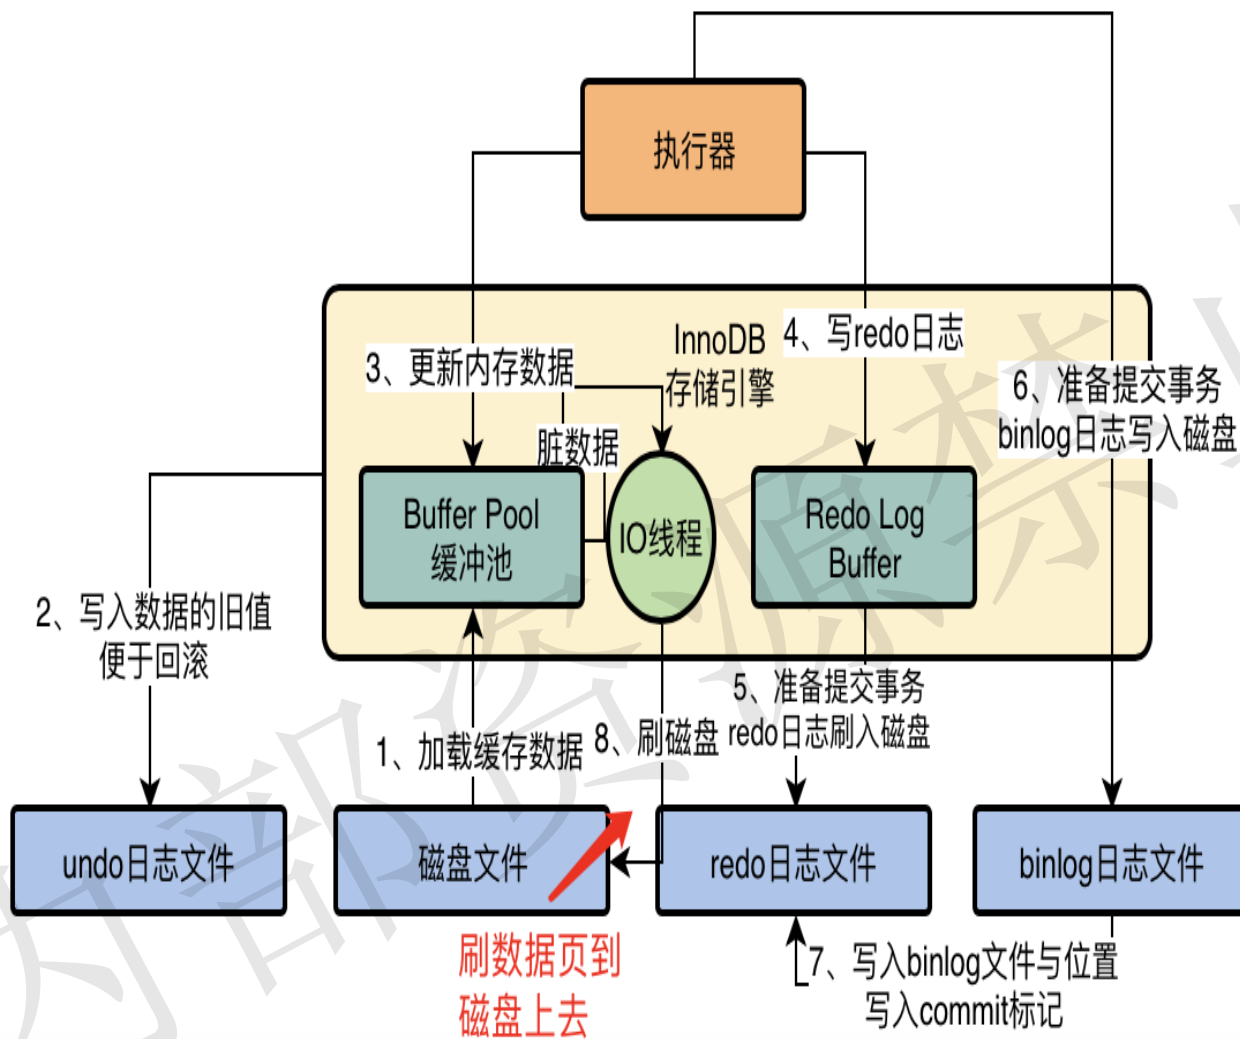 执行器
InnoDB
存储引擎
4、写redo日志
3、更新内存数据
6、准备提交事务
binlog日志写入磁盘
脏数据
Buffer Pool
缓冲池
IO线程
Redo Log
Buffer
2、写入数据的旧值
便于回滚
5、准备提交事务
redo日志刷入磁盘
1、加载缓存数据
8、刷磁盘
undo日志文件
磁盘文件
redo日志文件
binlog日志文件
刷数据页到
磁盘上去
7、写入binlog文件与位置
写入commit标记
内部资源禁